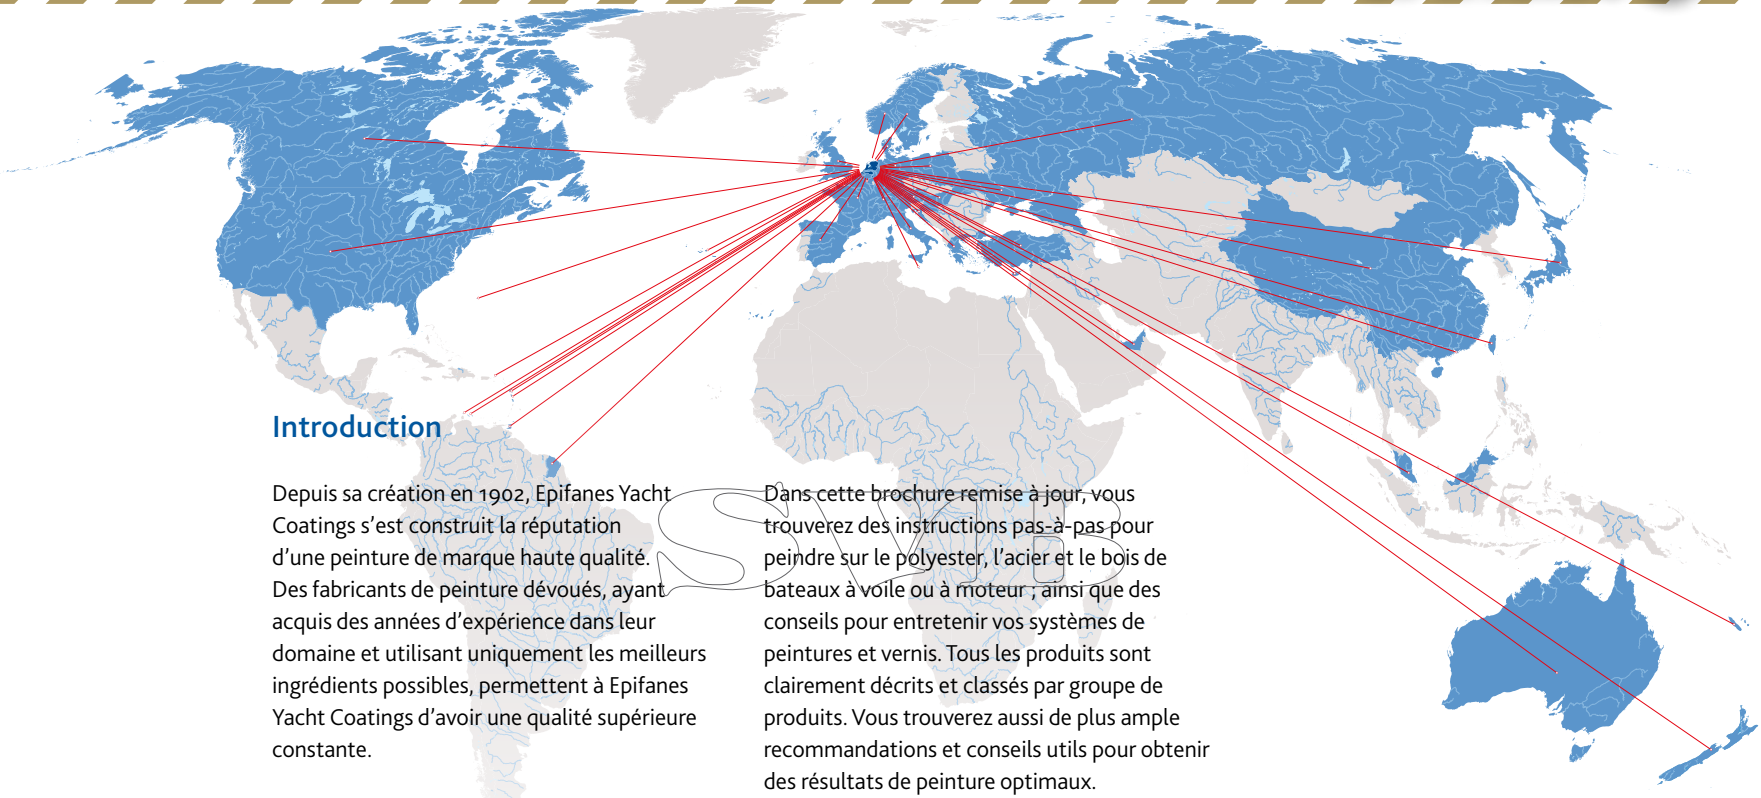 Introduction
Depuis sa création en 1902, Epifanes Yacht
Coatings s’est construit la réputation
d’une peinture de marque haute qualité.
Des fabricants de peinture dévoués, ayant
acquis des années d’expérience dans leur
domaine et utilisant uniquement les meilleurs
ingrédients possibles, permettent à Epifanes
Yacht Coatings d’avoir une qualité supérieure
constante.
Dans cette brochure remise à jour, vous
trouverez des instructions pas-à-pas pour
peindre sur le polyester, l’acier et le bois de
bateaux à voile ou à moteur ; ainsi que des
conseils pour entretenir vos systèmes de
peintures et vernis. Tous les produits sont
clairement décrits et classés par groupe de
produits. Vous trouverez aussi de plus ample
recommandations et conseils utils pour obtenir
des résultats de peinture optimaux.
SVB